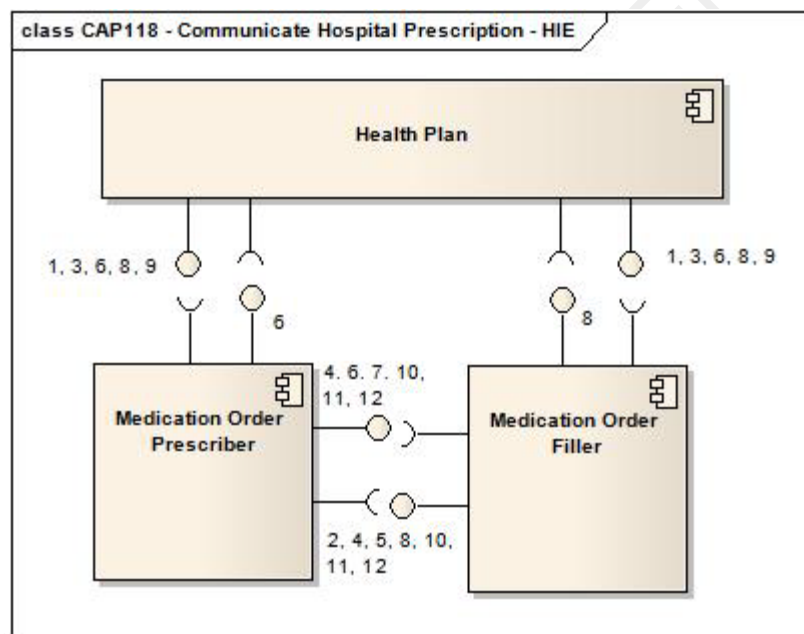 class CAP118 - Communicate Hospital Prescription - HIE
Health Plan
1, 3, 6, 8, 9
1, 3, 6, 8, 9
6
8
4. 6. 7. 10,
11, 12
Medication Order
Prescriber
Medication Order
Filler
2, 4, 5, 8, 10,
11, 12